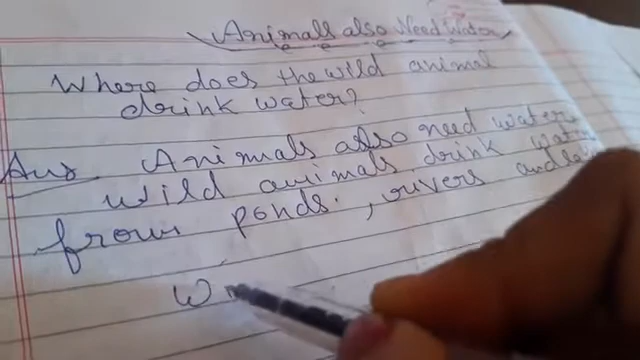 Animals also Need Water
Where does the wild animal
drink water?
Ans. Animals also need water.
Wild animals drink water
from ponds. , rivers and
W